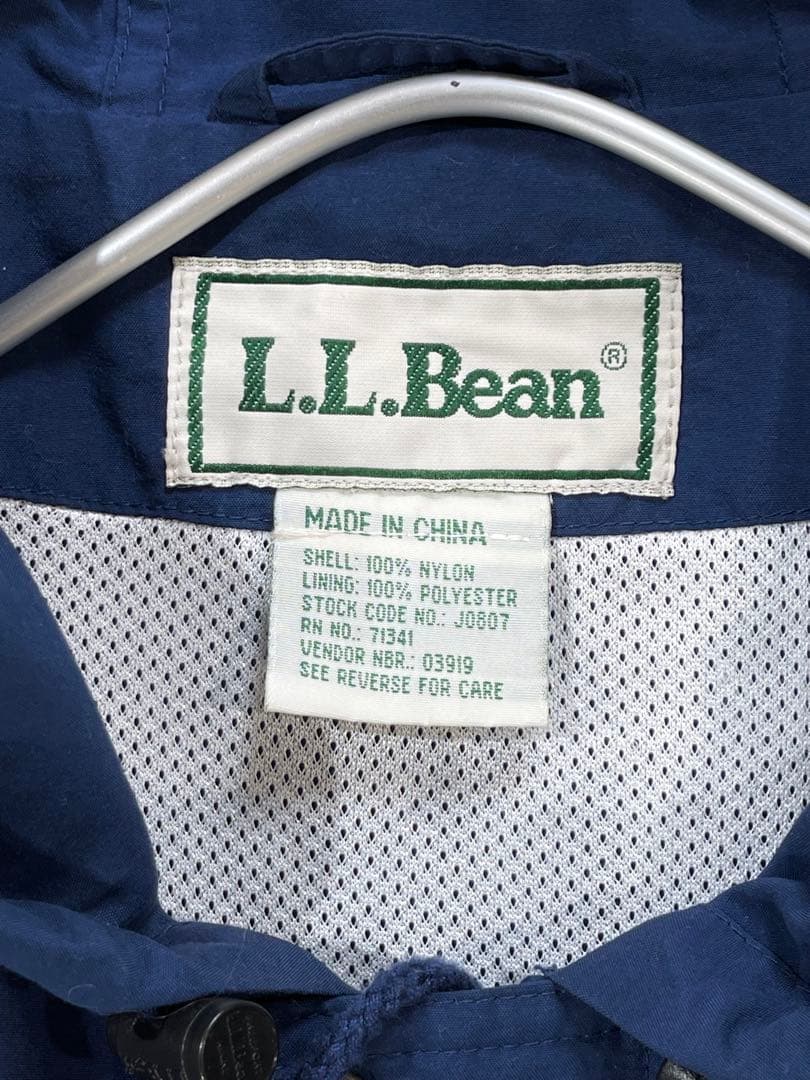 L.L.Bean®
MADE IN CHINA
SHELL: 100% NYLON
LINING: 100% POLYESTER
STOCK CODE NO.: J0807
RN NO.: 71341
VENDOR NBR.: 03919
SEE REVERSE FOR CARE